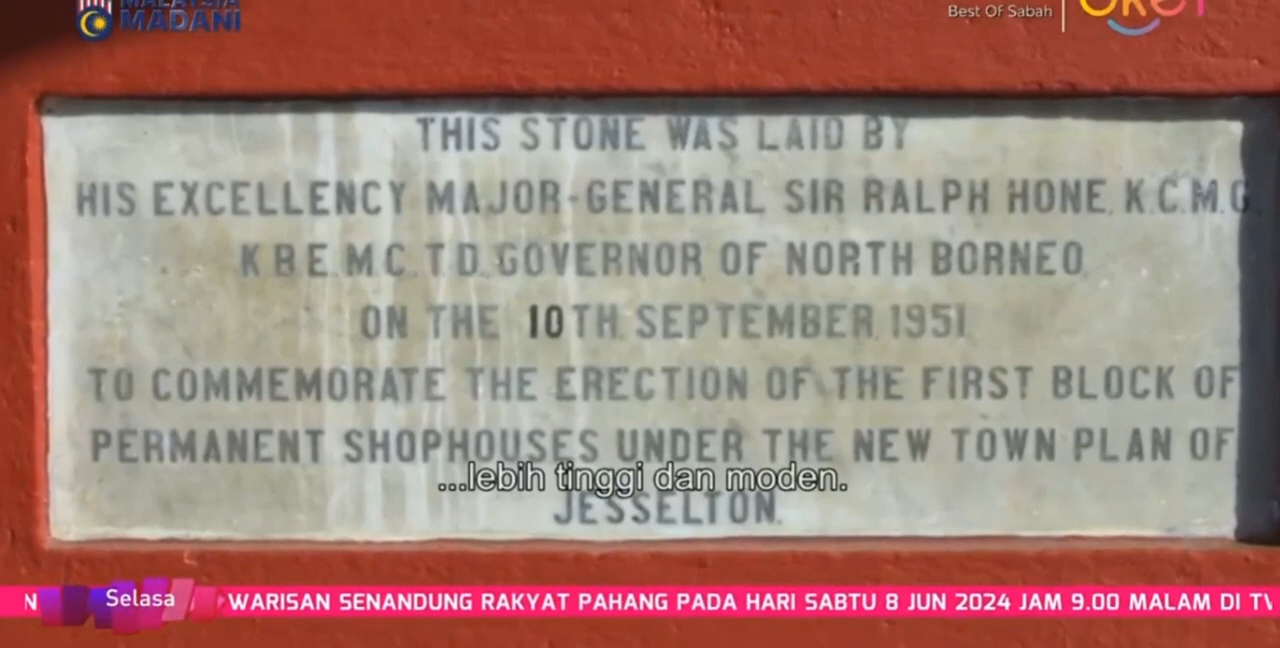 MALAYSIA
MADANI
Best Of Sabah
OKEY
THIS STONE WAS LAID BY
HIS EXCELLENCY MAJOR-GENERAL SIR RALPH HONE. K.C.M.G.
K.B.E.M.C.T.D. GOVERNOR OF NORTH BORNEO
ON THE 10TH. SEPTEMBER. 1951
TO COMMEMORATE THE ERECTION OF THE FIRST BLOCK OF
PERMANENT SHOPHOUSES UNDER THE NEW TOWN PLAN OF
...lebih tinggi dan moden.
JESSELTON.
N
Selasa
WARISAN SENANDUNG RAKYAT PAHANG PADA HARI SABTU 8 JUN 2024 JAM 9.00 MALAM DI TV